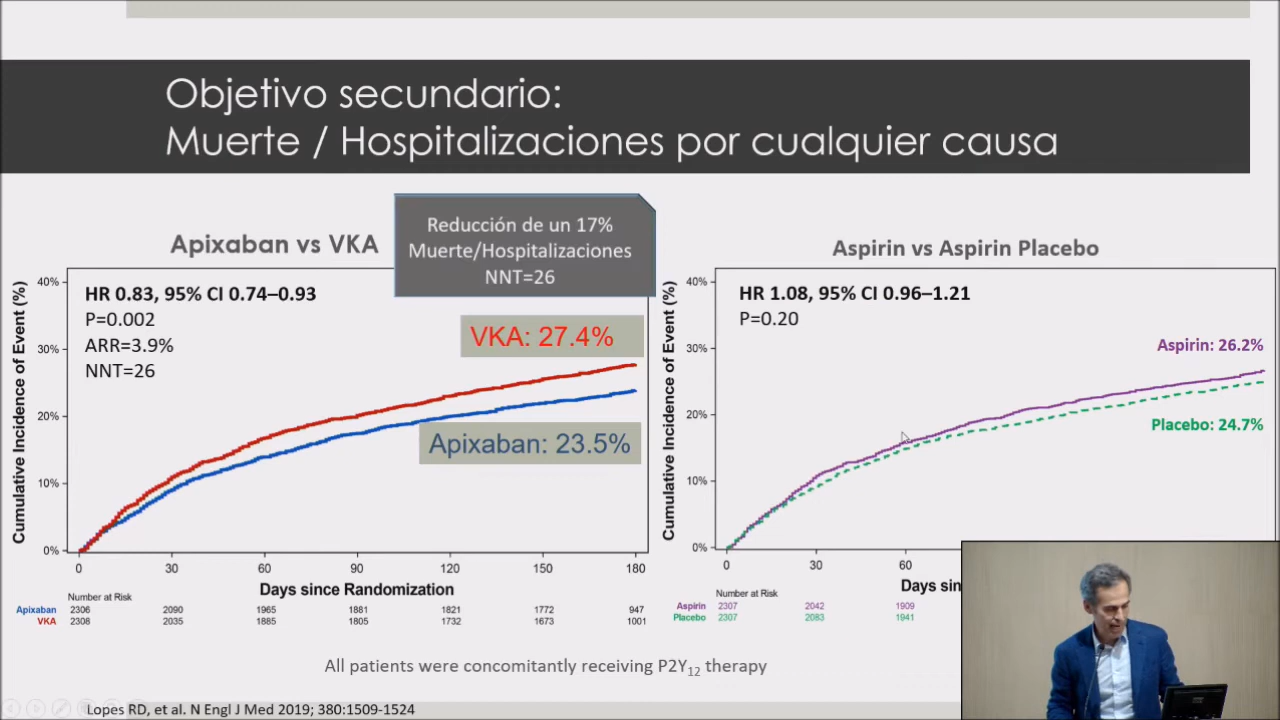 Objetivo secundario:
Muerte / Hospitalizaciones por cualquier causa
Apixaban vs VKA
Reducción de un 17%
Muerte/Hospitalizaciones
NNT=26
Cumulative Incidence of Event (%)
40%
30%
20%
10%
0%
HR 0.83, 95% CI 0.74–0.93
P=0.002
ARR=3.9%
NNT=26
VKA: 27.4%
Apixaban: 23.5%
0 30 60 90 120 150 180
Days since Randomization
Number at Risk
Apixaban 2306 2090 1965 1881 1821 1772 947
VKA 2308 2035 1885 1805 1732 1673 1001
Aspirin vs Aspirin Placebo
Cumulative Incidence of Event (%)
40%
30%
20%
10%
0%
HR 1.08, 95% CI 0.96–1.21
P=0.20
Aspirin: 26.2%
Placebo: 24.7%
0 30 60
Days sin
Number at Risk
Aspirin 2307 2042 1909
Placebo 2307 2083 1941
All patients were concomitantly receiving P2Y12 therapy
Lopes RD, et al. N Engl J Med 2019; 380:1509-1524